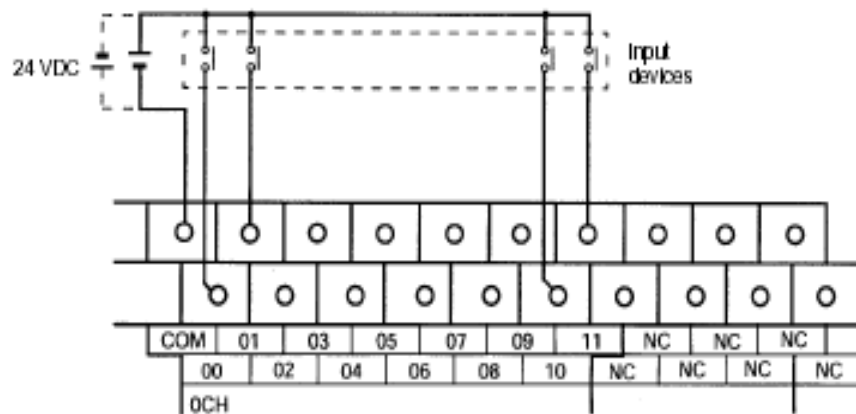 24 VDC
Input
devices
COM 01 03 05 07 09 11 NC NC NC
00 02 04 06 08 10 NC NC NC NC
0CH